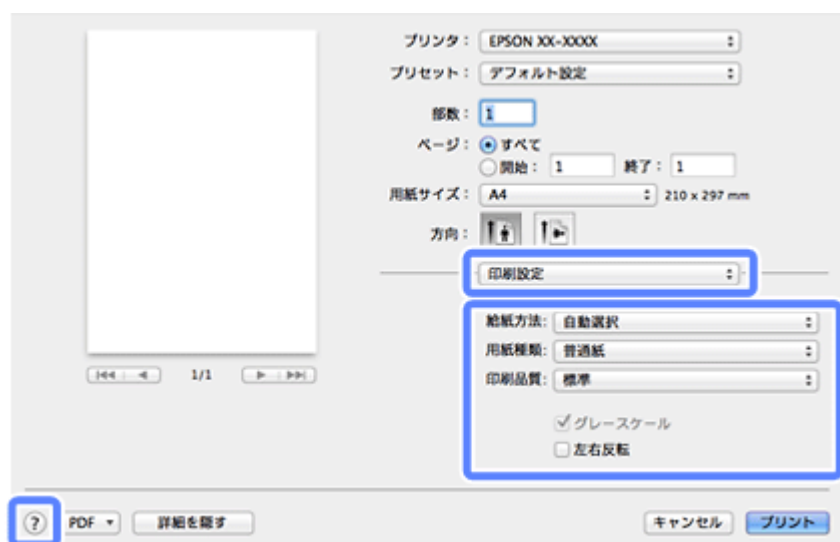 プリンタ： EPSON XX-XXXX
プリセット： デフォルト設定
部数： 1
ページ： すべて
開始： 1 終了： 1
用紙サイズ： A4 210 x 297 mm
方向：
印刷設定
給紙方法: 自動選択
用紙種類: 普通紙
印刷品質: 標準
グレースケール
左右反転
1/1
? PDF 詳細を隠す キャンセル プリント